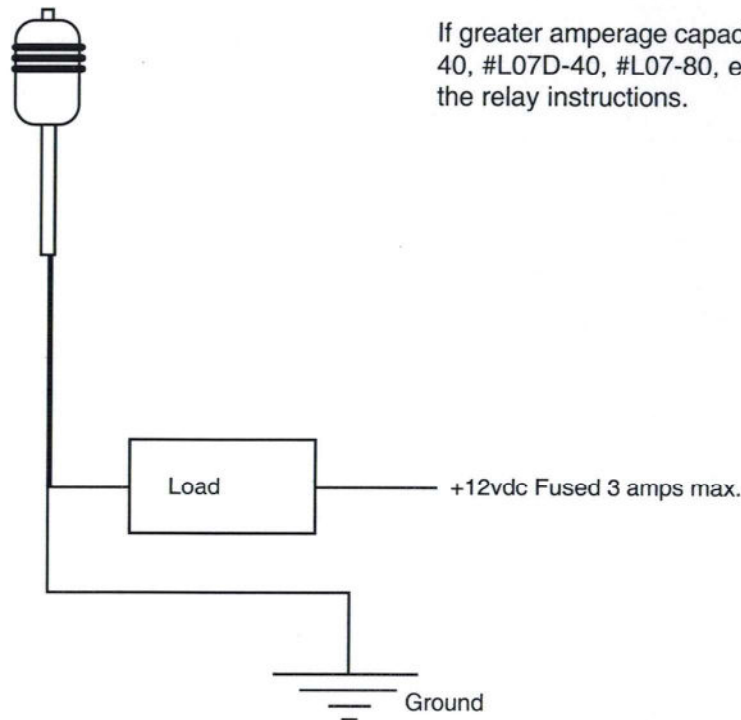 If greater amperage capac
40, #L07D-40, #L07-80, e
the relay instructions.
Load
+12vdc Fused 3 amps max.
Ground